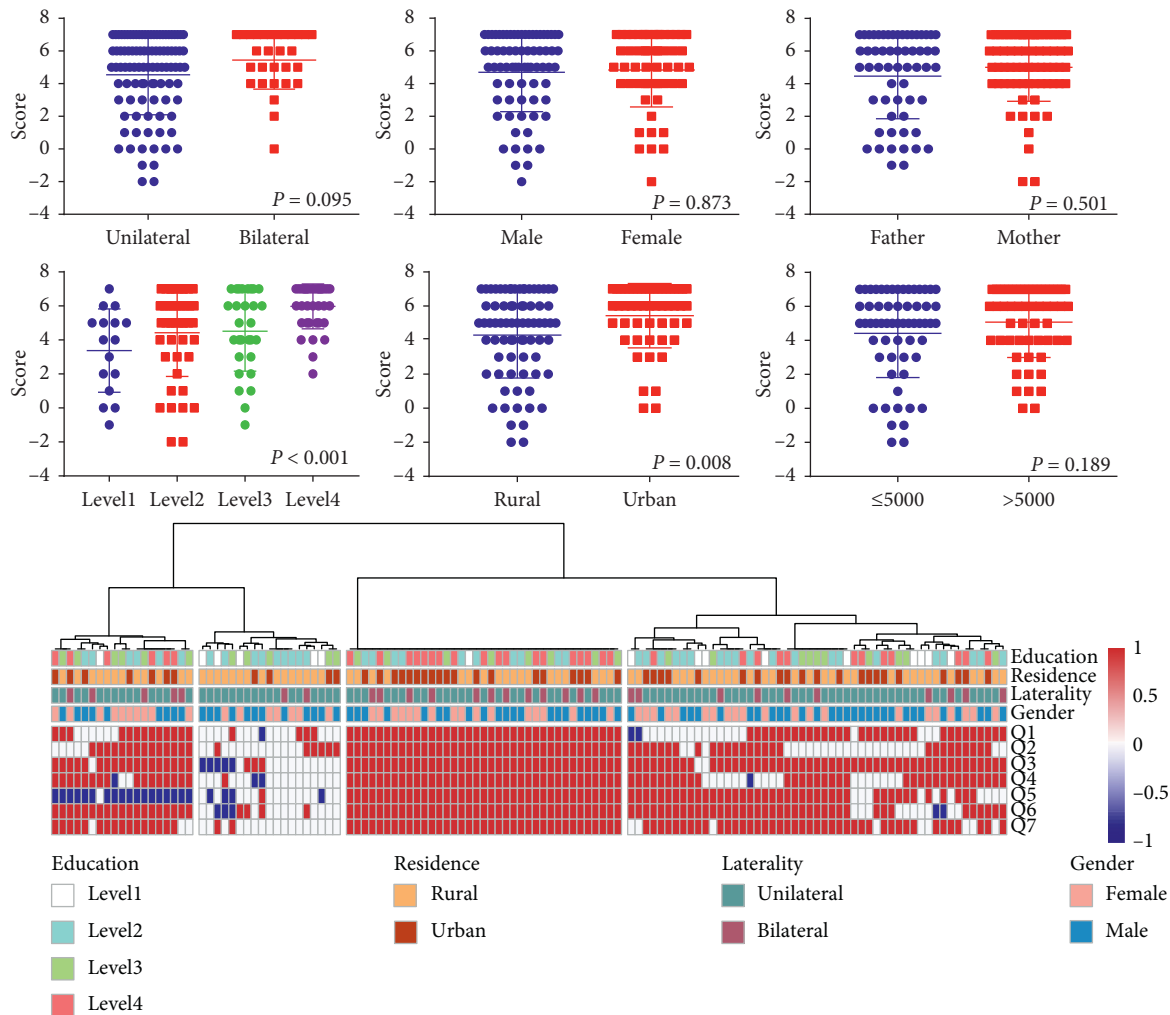 8
6
4
2
0
−2
−4
Score
P = 0.095
Unilateral Bilateral
8
6
4
2
0
−2
−4
Score
P = 0.873
Male Female
8
6
4
2
0
−2
−4
Score
P = 0.501
Father Mother
8
6
4
2
0
−2
−4
Score
P < 0.001
Level1 Level2 Level3 Level4
8
6
4
2
0
−2
−4
Score
P = 0.008
Rural Urban
8
6
4
2
0
−2
−4
Score
P = 0.189
≤5000 >5000
Education
Residence
Laterality
Gender
Q1
Q2
Q3
Q4
Q5
Q6
Q7
1
0.5
0
−0.5
−1
Education
Level1
Level2
Level3
Level4
Residence
Rural
Urban
Laterality
Unilateral
Bilateral
Gender
Female
Male